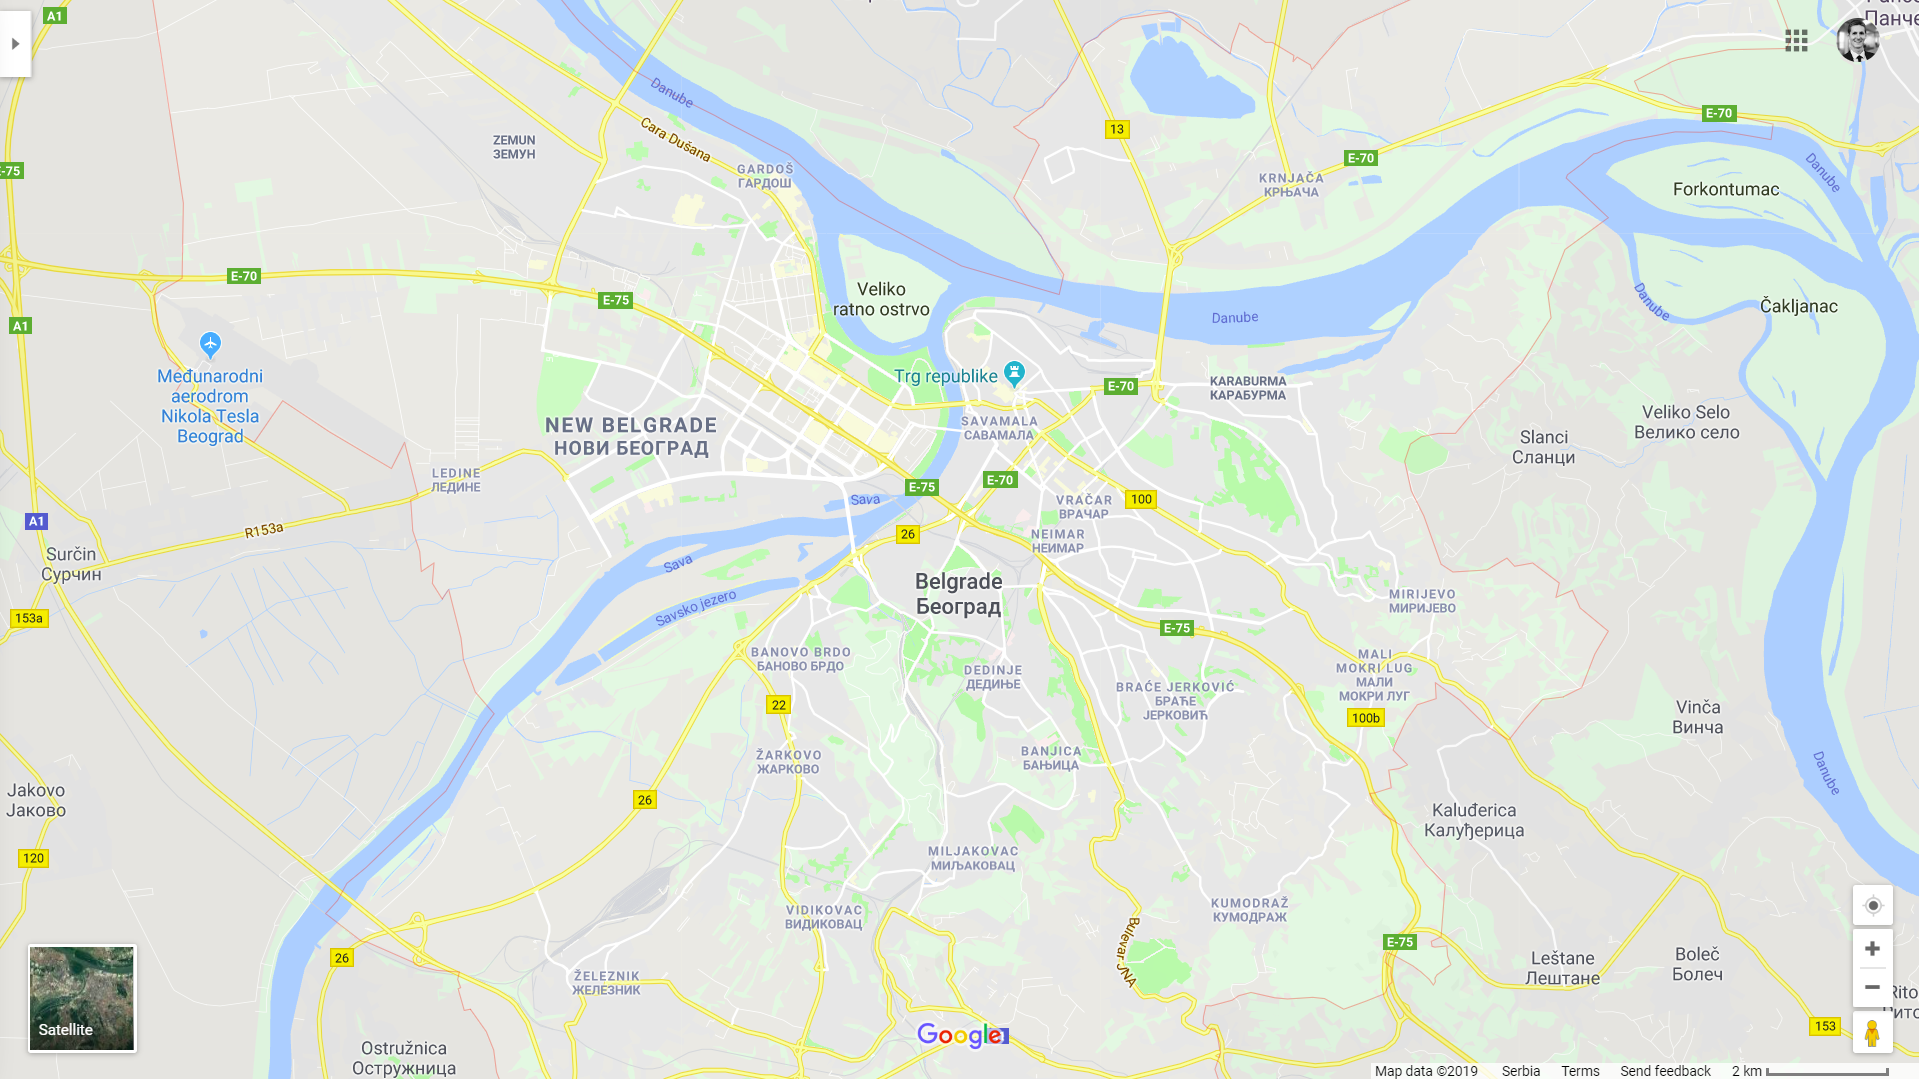 A1
Панче
E-75
Danube
Cara Dušana
ZEMUN
ЗЕМУН
13
E-70
GARDOŠ
ГАРДОШ
E-70
KRNJAČA
КРЊАЧА
Danube
Forkontumac
E-70
E-75
Veliko
ratno ostrvo
Danube
Danube
Čakljanac
A1
Međunarodni
aerodrom
Nikola Tesla
Beograd
Trg republike
E-70
KARABURMA
КАРАБУРМА
NEW BELGRADE
НОВИ БЕОГРАД
SAVAMALA
САВАМАЛА
Veliko Selo
Велико село
Slanci
Сланци
LEDINE
ЛЕДИНЕ
E-75
E-70
Sava
VRAČAR
ВРАЧАР
100
A1
R153a
26
NEIMAR
НЕИМАР
Surčin
Сурчин
Sava
Belgrade
Београд
Savsko jezero
MIRIJEVO
МИРИЈЕВО
153a
E-75
BANOVO BRDO
БАНОВО БРДО
DEDINJE
ДЕДИЊЕ
MALI
MOKRI LUG
МАЛИ
МОКРИ ЛУГ
BRAĆE JERKOVIĆ
БРАЋЕ
ЈЕРКОВИЋ
22
100b
Vinča
Винча
ŽARKOVO
ЖАРКОВО
BANJICA
БАЊИЦА
Danube
Jakovo
Јаково
26
Kaluđerica
Калуђерица
120
MILJAKOVAC
МИЉАКОВАЦ
VIDIKOVAC
ВИДИКОВАЦ
KUMODRAŽ
КУМОДРАЖ
Bulevar JNA
E-75
26
ŽELEZNIK
ЖЕЛЕЗНИК
Leštane
Лештане
Boleč
Болеч
Rito
Satellite
Google
153
Ostružnica
Остружница
Map data ©2019 Serbia Terms Send feedback 2 km